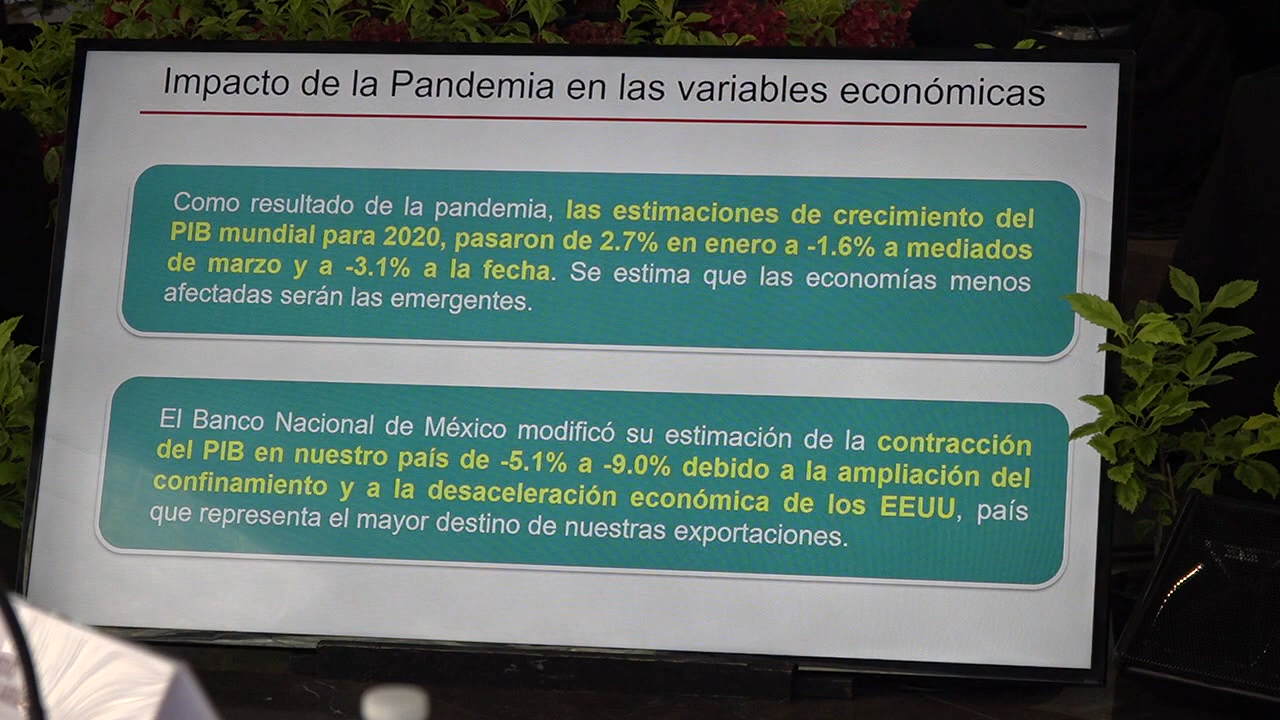 Impacto de la Pandemia en las variables económicas
Como resultado de la pandemia, las estimaciones de crecimiento del
PIB mundial para 2020, pasaron de 2.7% en enero a -1.6% a mediados
de marzo y a -3.1% a la fecha. Se estima que las economías menos
afectadas serán las emergentes.
El Banco Nacional de México modificó su estimación de la contracción
del PIB en nuestro país de -5.1% a -9.0% debido a la ampliación del
confinamiento y a la desaceleración económica de los EEUU, país
que representa el mayor destino de nuestras exportaciones.